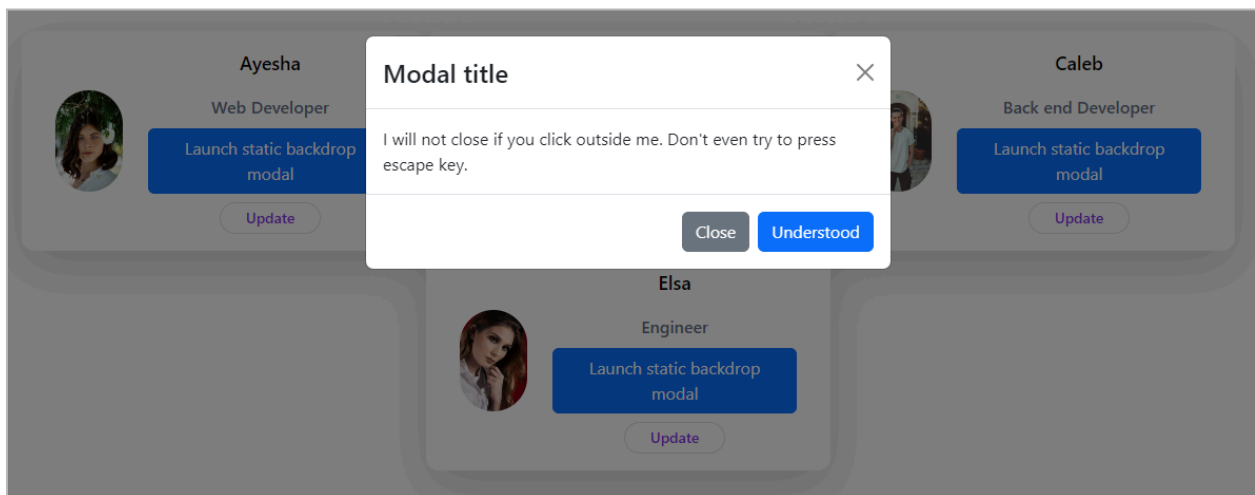 Ayesha
Web Developer
Launch static backdrop
modal
Update
Modal title
I will not close if you click outside me. Don't even try to press
escape key.
Close
Understood
Caleb
Back end Developer
Launch static backdrop
modal
Update
Elsa
Engineer
Launch static backdrop
modal
Update